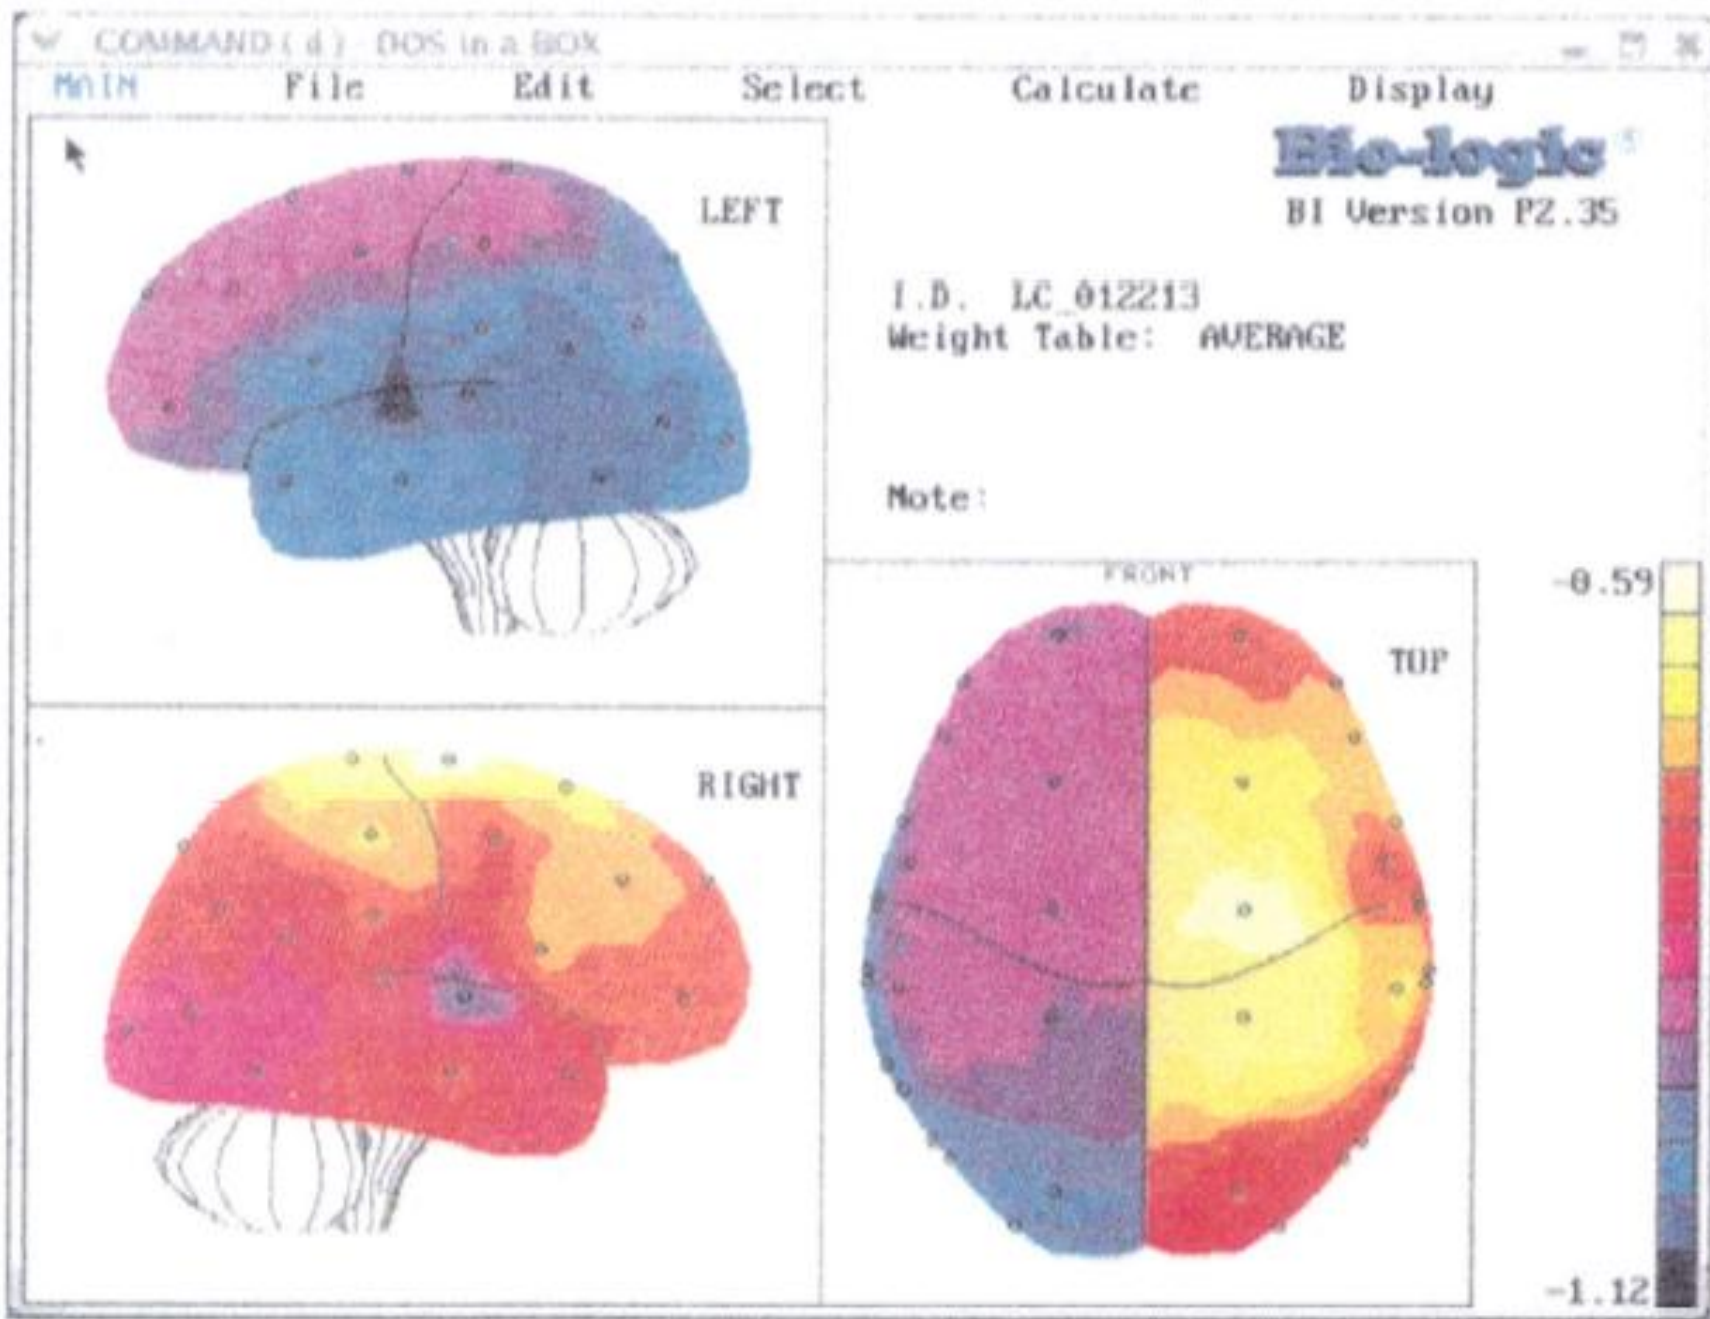 COMMAND (d) DOS in a BOX
MAIN File Edit Select Calculate Display
Bio-logic
BI Version P2.35
LEFT
I.D. LC_012213
Weight Table: AVERAGE
Note:
RIGHT
FRONT
TOP
-0.59
-1.12